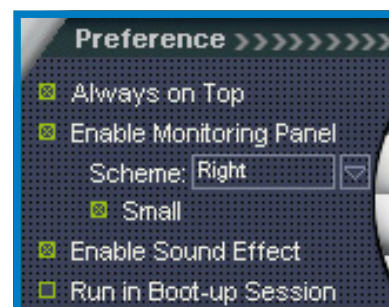 Preference >>>>>>>>>
Always on Top
Enable Monitoring Panel
Scheme: Right
Small
Enable Sound Effect
Run in Boot-up Session